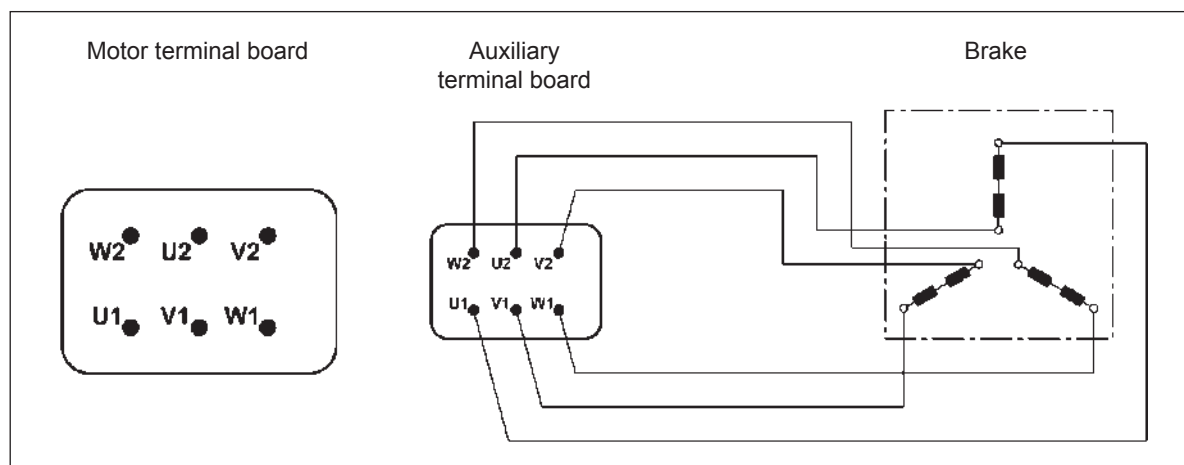 Motor terminal board
Auxiliary
terminal board
Brake
W2 U2 V2
U1 V1 W1
W2 U2 V2
U1 V1 W1